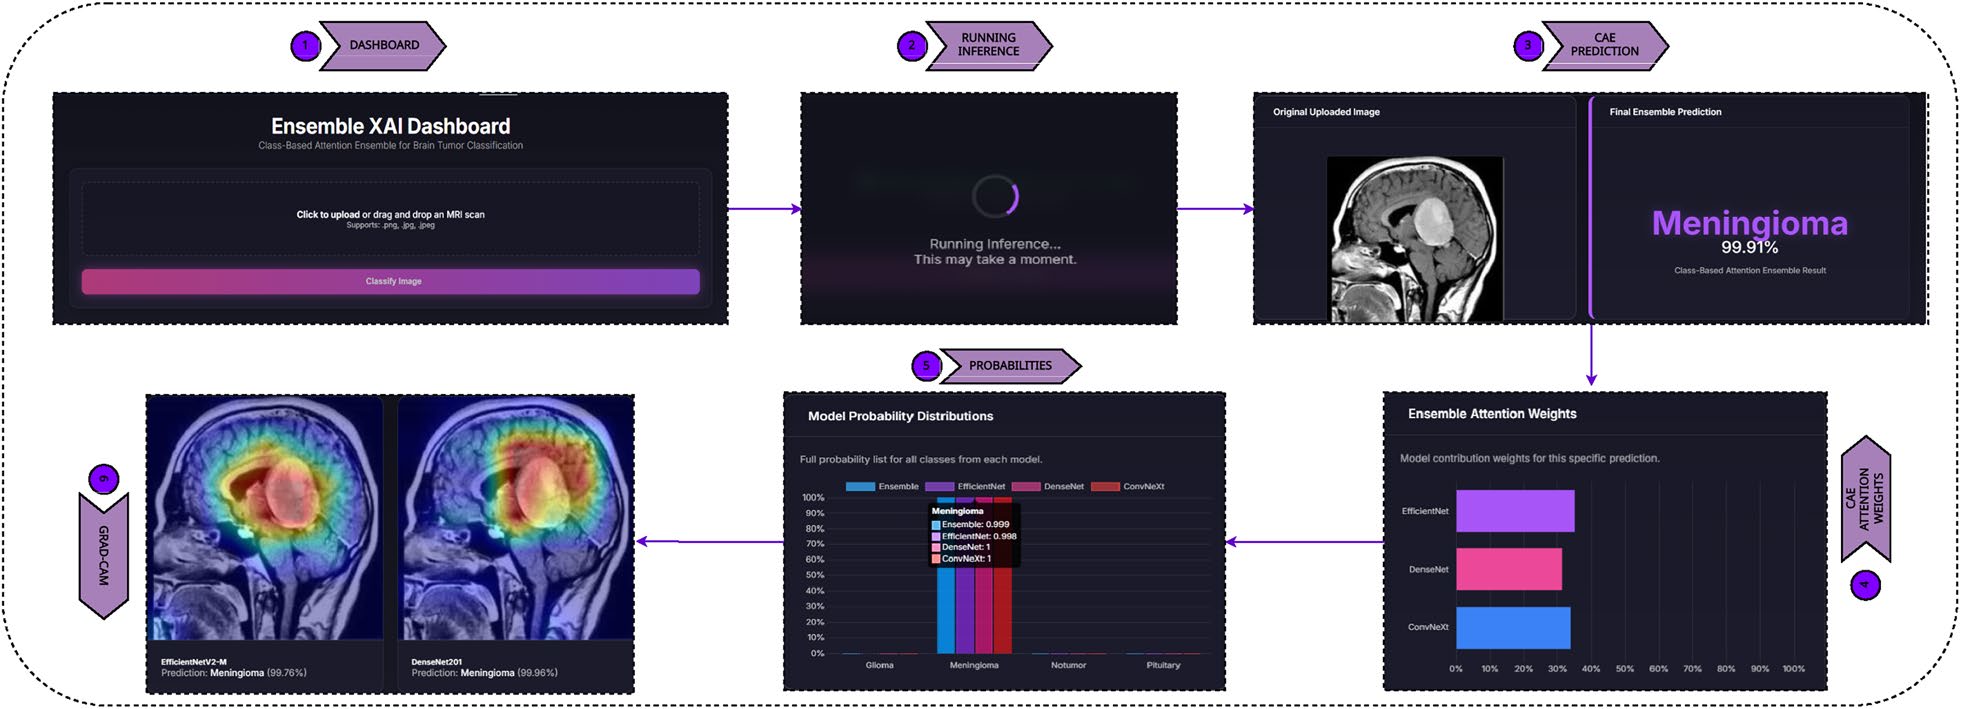 1
DASHBOARD
Ensemble XAI Dashboard
Class-Based Attention Ensemble for Brain Tumor Classification
Click to upload or drag and drop an MRI scan
Supports: .png, .jpg, .jpeg
Classify Image
2
RUNNING
INFERENCE
Running Inference...
This may take a moment.
3
CAE
PREDICTION
Original Uploaded Image
Final Ensemble Prediction
Meningioma
99.91%
Class-Based Attention Ensemble Result
4
CAE
ATTENTION
WEIGHTS
Ensemble Attention Weights
Model contribution weights for this specific prediction.
EfficientNet
DenseNet
ConvNeXt
0% 10% 20% 30% 40% 50% 60% 70% 80% 90% 100%
5
PROBABILITIES
Model Probability Distributions
Full probability list for all classes from each model.
Ensemble EfficientNet DenseNet ConvNeXt
100%
90%
80%
70%
60%
50%
40%
30%
20%
10%
0%
Meningioma
Ensemble: 0.999
EfficientNet: 0.998
DenseNet: 1
ConvNeXt: 1
Glioma Meningioma Notumor Pituitary
6
GRAD-CAM
EfficientNetV2-M
Prediction: Meningioma (99.76%)
DenseNet201
Prediction: Meningioma (99.96%)